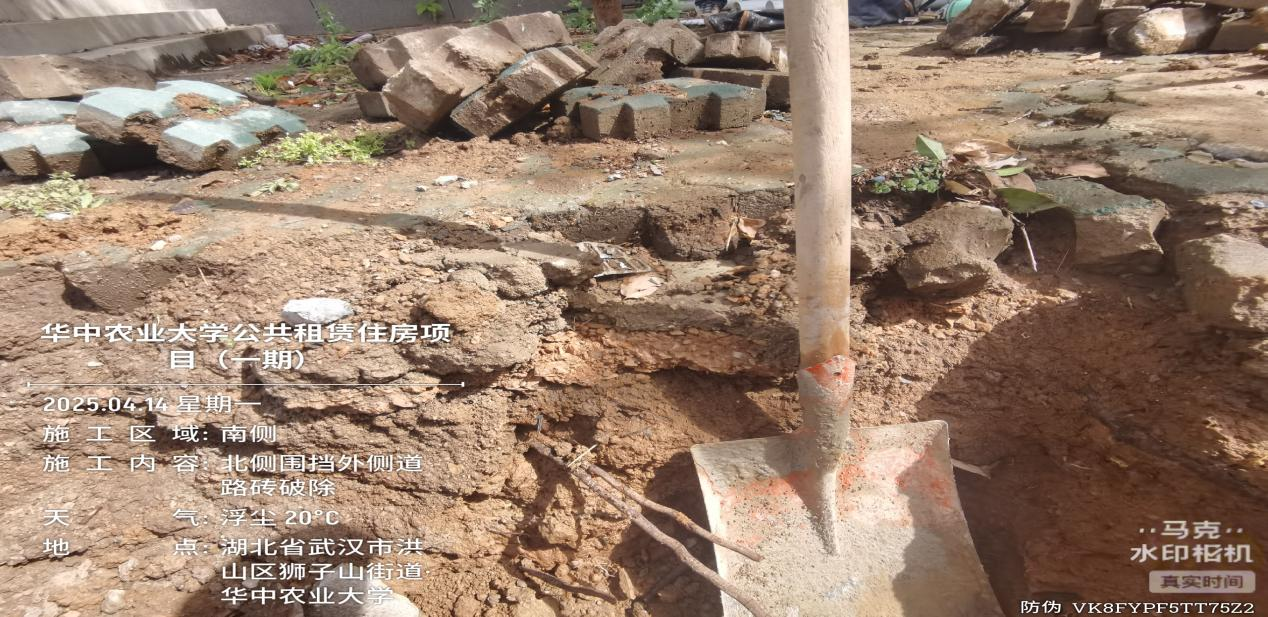 华中农业大学公共租赁住房项
目（一期）
2025.04.14 星期一
施工区域：南侧
施工内容：北侧围挡外侧道
路砖破除
天气：浮尘 20℃
地点：湖北省武汉市洪
山区狮子山街道·
华中农业大学
马克
水印相机
真实时间
防伪 VK8FYPF5TT75Z2